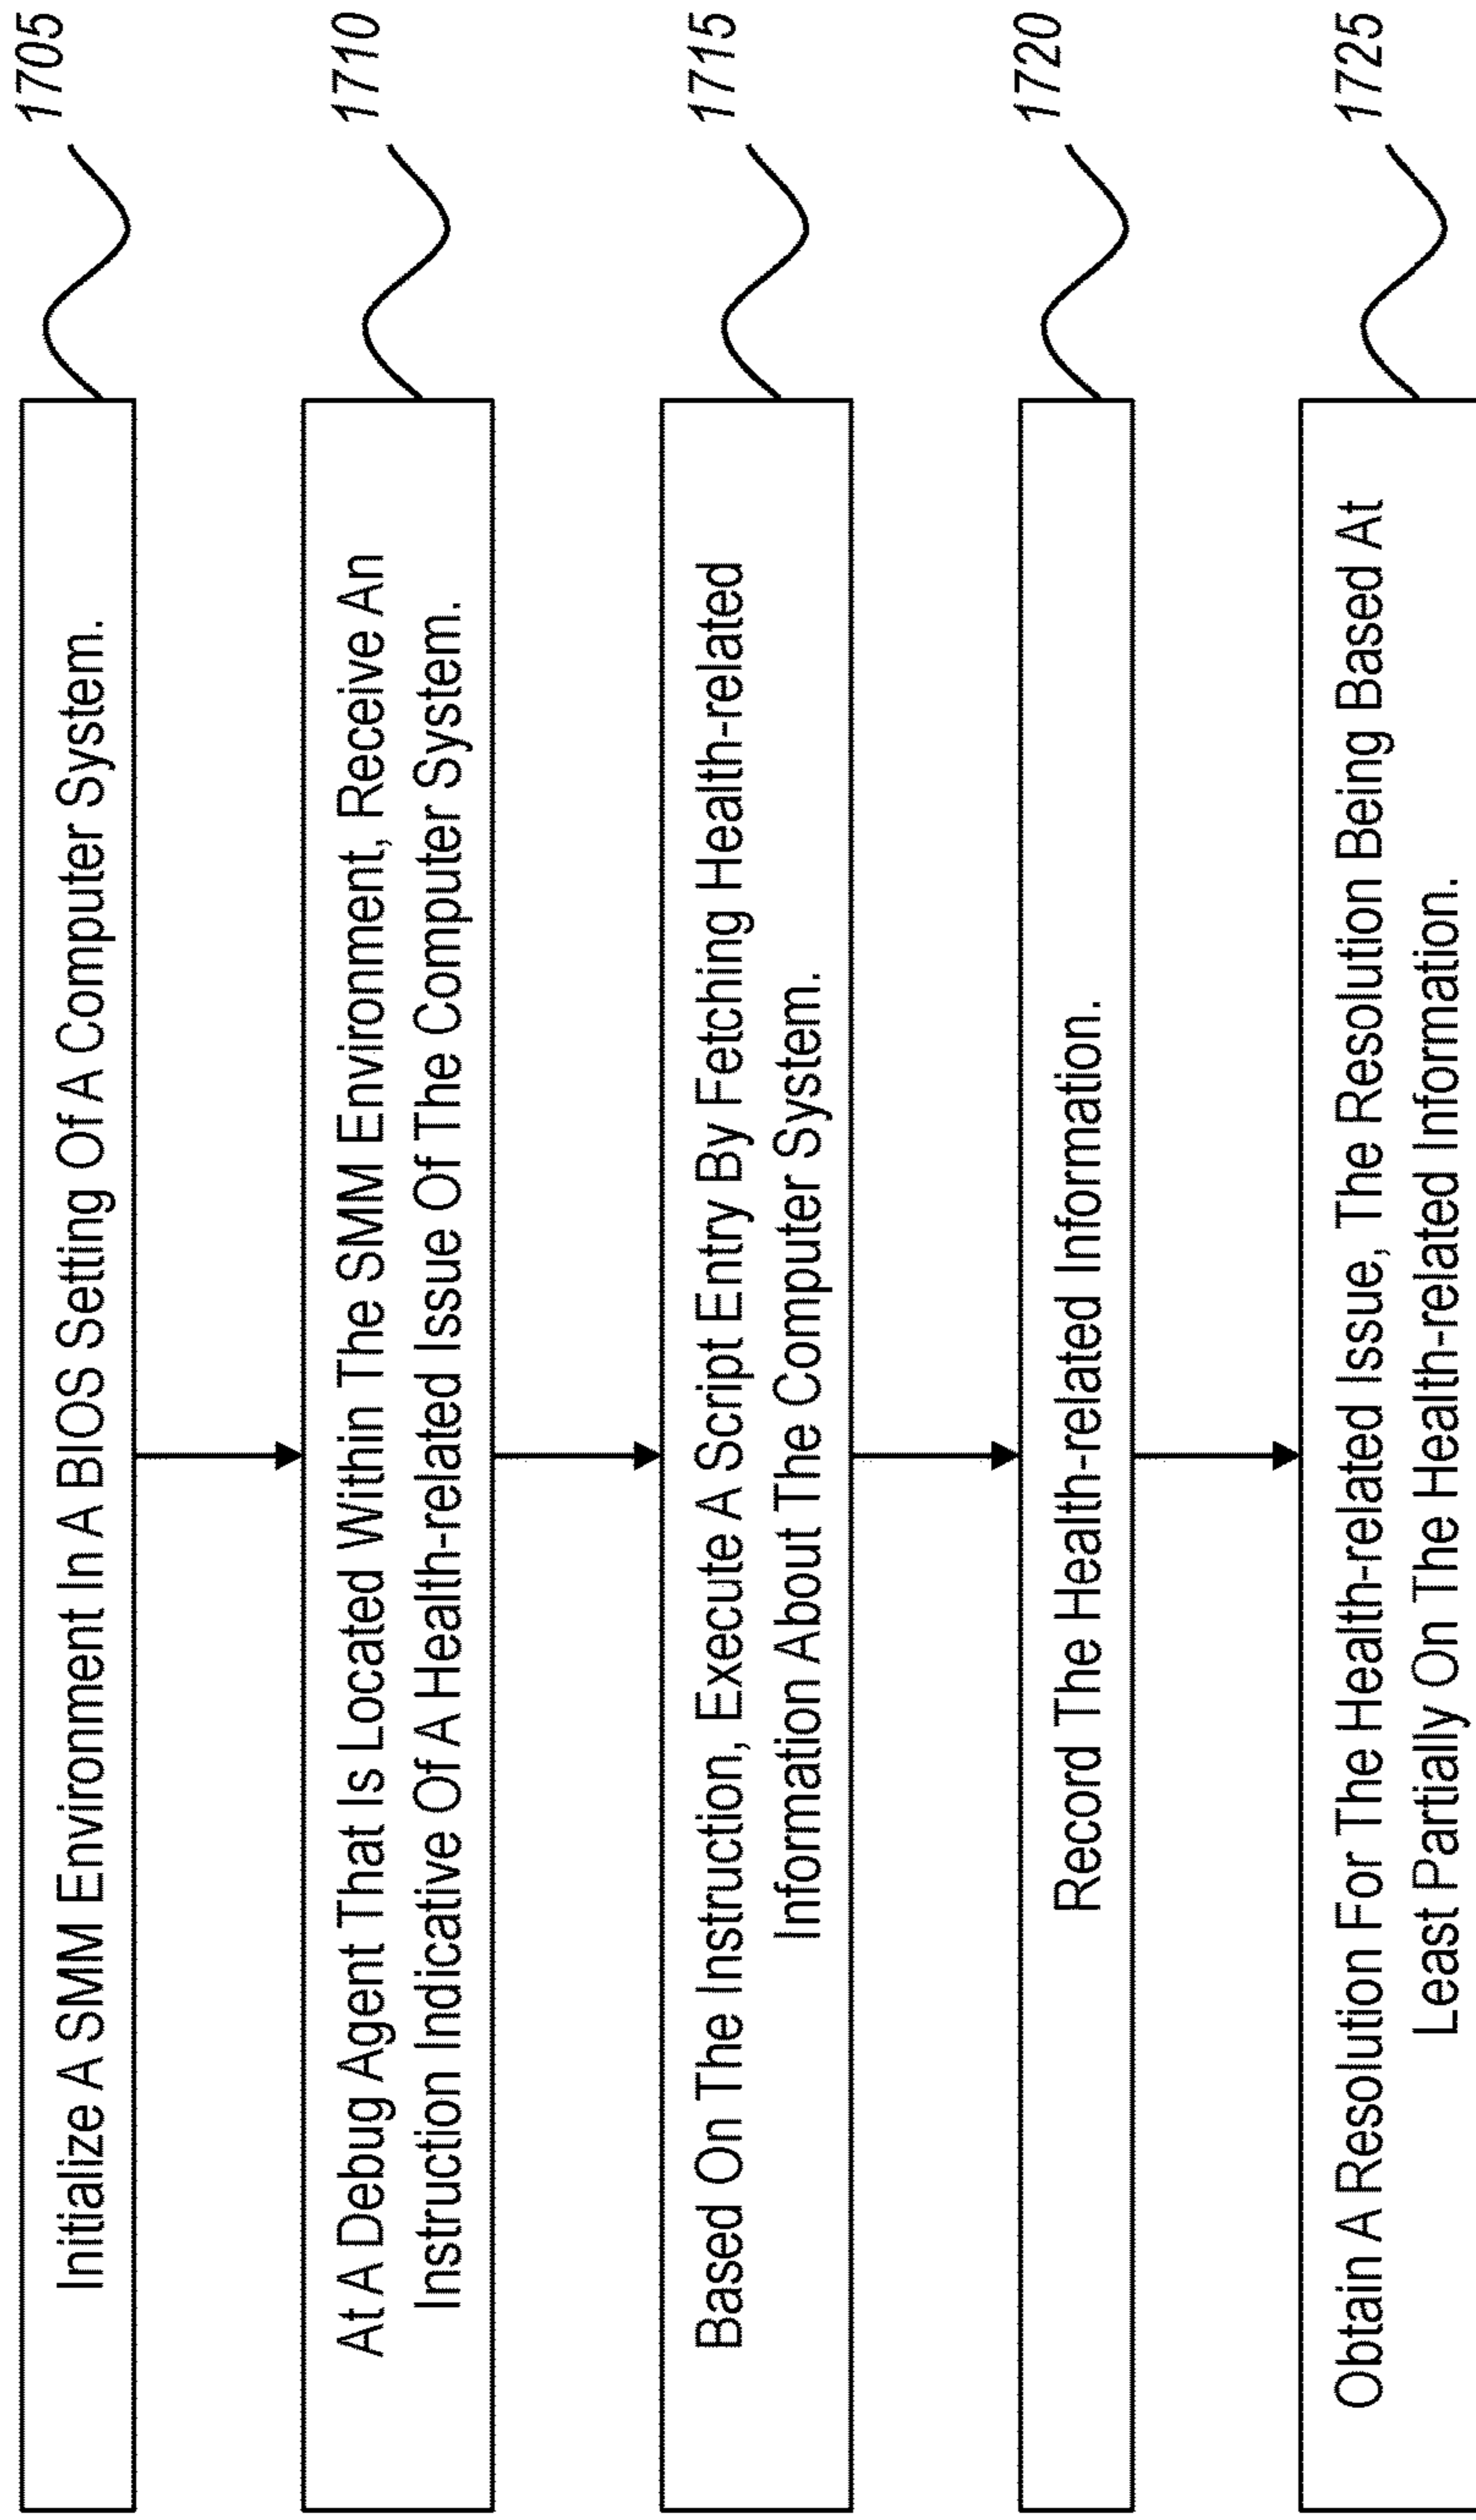 Initialize A SMM Environment In A BIOS Setting Of A Computer System.
1705
At A Debug Agent That Is Located Within The SMM Environment, Receive An
Instruction Indicative Of A Health-related Issue Of The Computer System.
1710
Based On The Instruction, Execute A Script Entry By Fetching Health-related
Information About The Computer System.
1715
Record The Health-related Information.
1720
Obtain A Resolution For The Health-related Issue, The Resolution Being Based At
Least Partially On The Health-related Information.
1725